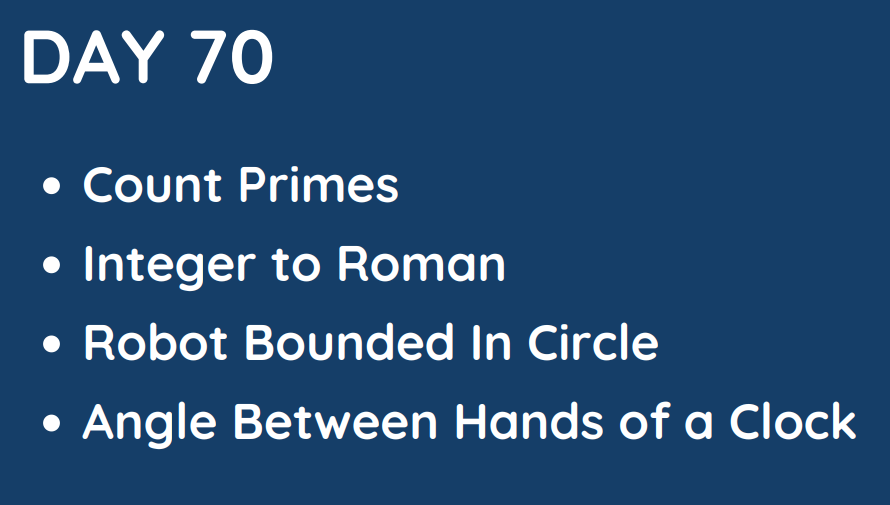 DAY 70
• Count Primes
• Integer to Roman
• Robot Bounded In Circle
• Angle Between Hands of a Clock